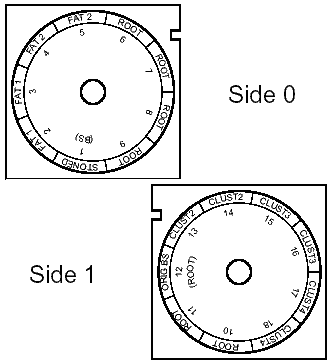 Side 0
STONED
1
(BS)
FAT 1
2
FAT 1
3
FAT 2
4
FAT 2
5
ROOT
6
ROOT
7
ROOT
8
ROOT
9
Side 1
ROOT
10
ROOT
11
ORIG BS
12
(ROOT)
CLUST2
13
CLUST2
14
CLUST3
15
CLUST3
16
CLUST4
17
CLUST4
18